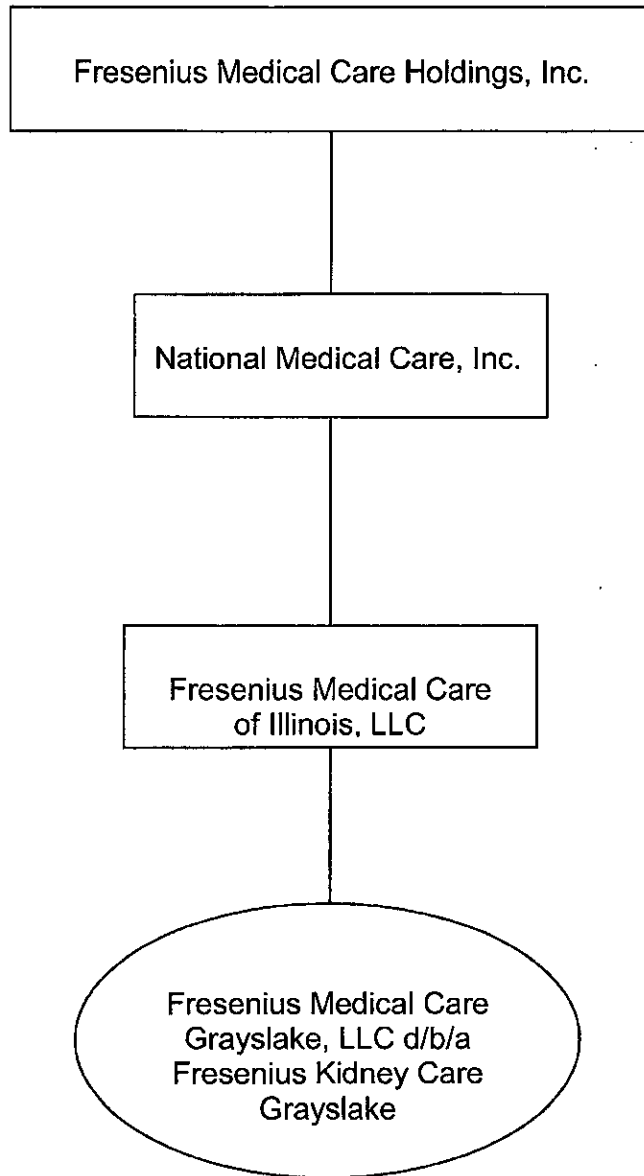 Fresenius Medical Care Holdings, Inc.
National Medical Care, Inc.
Fresenius Medical Care
of Illinois, LLC
Fresenius Medical Care
Grayslake, LLC d/b/a
Fresenius Kidney Care
Grayslake